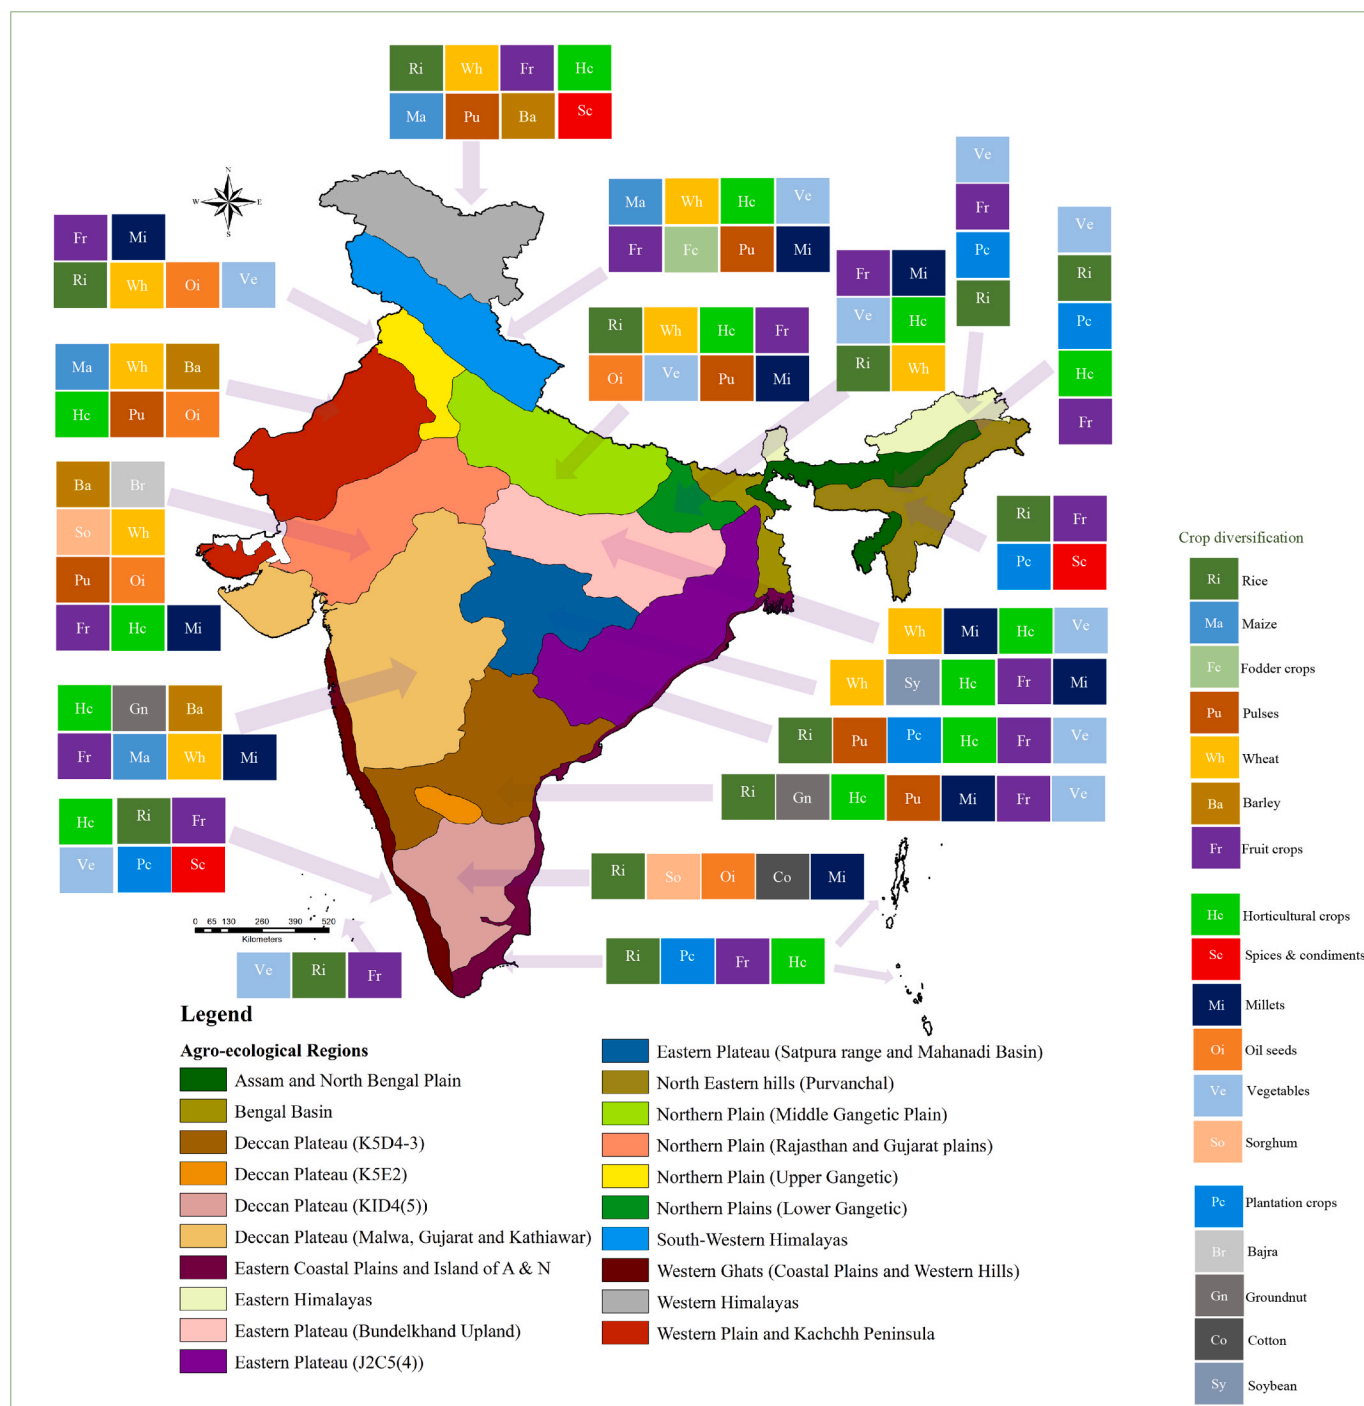 Ri Wh Fr Hc
Ma Pu Ba Sc
N
W E
S
Fr Mi
Ri Wh Oi Ve
Ma Wh Hc Ve
Fr Fc Pu Mi
Ve
Fr
Pc
Ri
Ve
Ri
Pc
Hc
Fr
Fr Mi
Ve Hc
Ri Wh
Ri Wh Hc Fr
Oi Ve Pu Mi
Ma Wh Ba
Hc Pu Oi
Ba Br
So Wh
Pu Oi
Fr Hc Mi
Ri Fr
Pc Sc
Wh Mi Hc Ve
Wh Sy Hc Fr Mi
Ri Pu Pc Hc Fr Ve
Hc Gn Ba
Fr Ma Wh Mi
Ri Gn Hc Pu Mi Fr Ve
Hc Ri Fr
Ve Pc Sc
Ri So Oi Co Mi
0 65 130 260 390 520
Kilometers
Ve Ri Fr
Ri Pc Fr Hc
Legend
Agro-ecological Regions
Assam and North Bengal Plain
Bengal Basin
Deccan Plateau (K5D4-3)
Deccan Plateau (K5E2)
Deccan Plateau (KID4(5))
Deccan Plateau (Malwa, Gujarat and Kathiawar)
Eastern Coastal Plains and Island of A & N
Eastern Himalayas
Eastern Plateau (Bundelkhand Upland)
Eastern Plateau (J2C5(4))
Eastern Plateau (Satpura range and Mahanadi Basin)
North Eastern hills (Purvanchal)
Northern Plain (Middle Gangetic Plain)
Northern Plain (Rajasthan and Gujarat plains)
Northern Plain (Upper Gangetic)
Northern Plains (Lower Gangetic)
South-Western Himalayas
Western Ghats (Coastal Plains and Western Hills)
Western Himalayas
Western Plain and Kachchh Peninsula
Crop diversification
Ri Rice
Ma Maize
Fc Fodder crops
Pu Pulses
Wh Wheat
Ba Barley
Fr Fruit crops
Hc Horticultural crops
Sc Spices & condiments
Mi Millets
Oi Oil seeds
Ve Vegetables
So Sorghum
Pc Plantation crops
Br Bajra
Gn Groundnut
Co Cotton
Sy Soybean